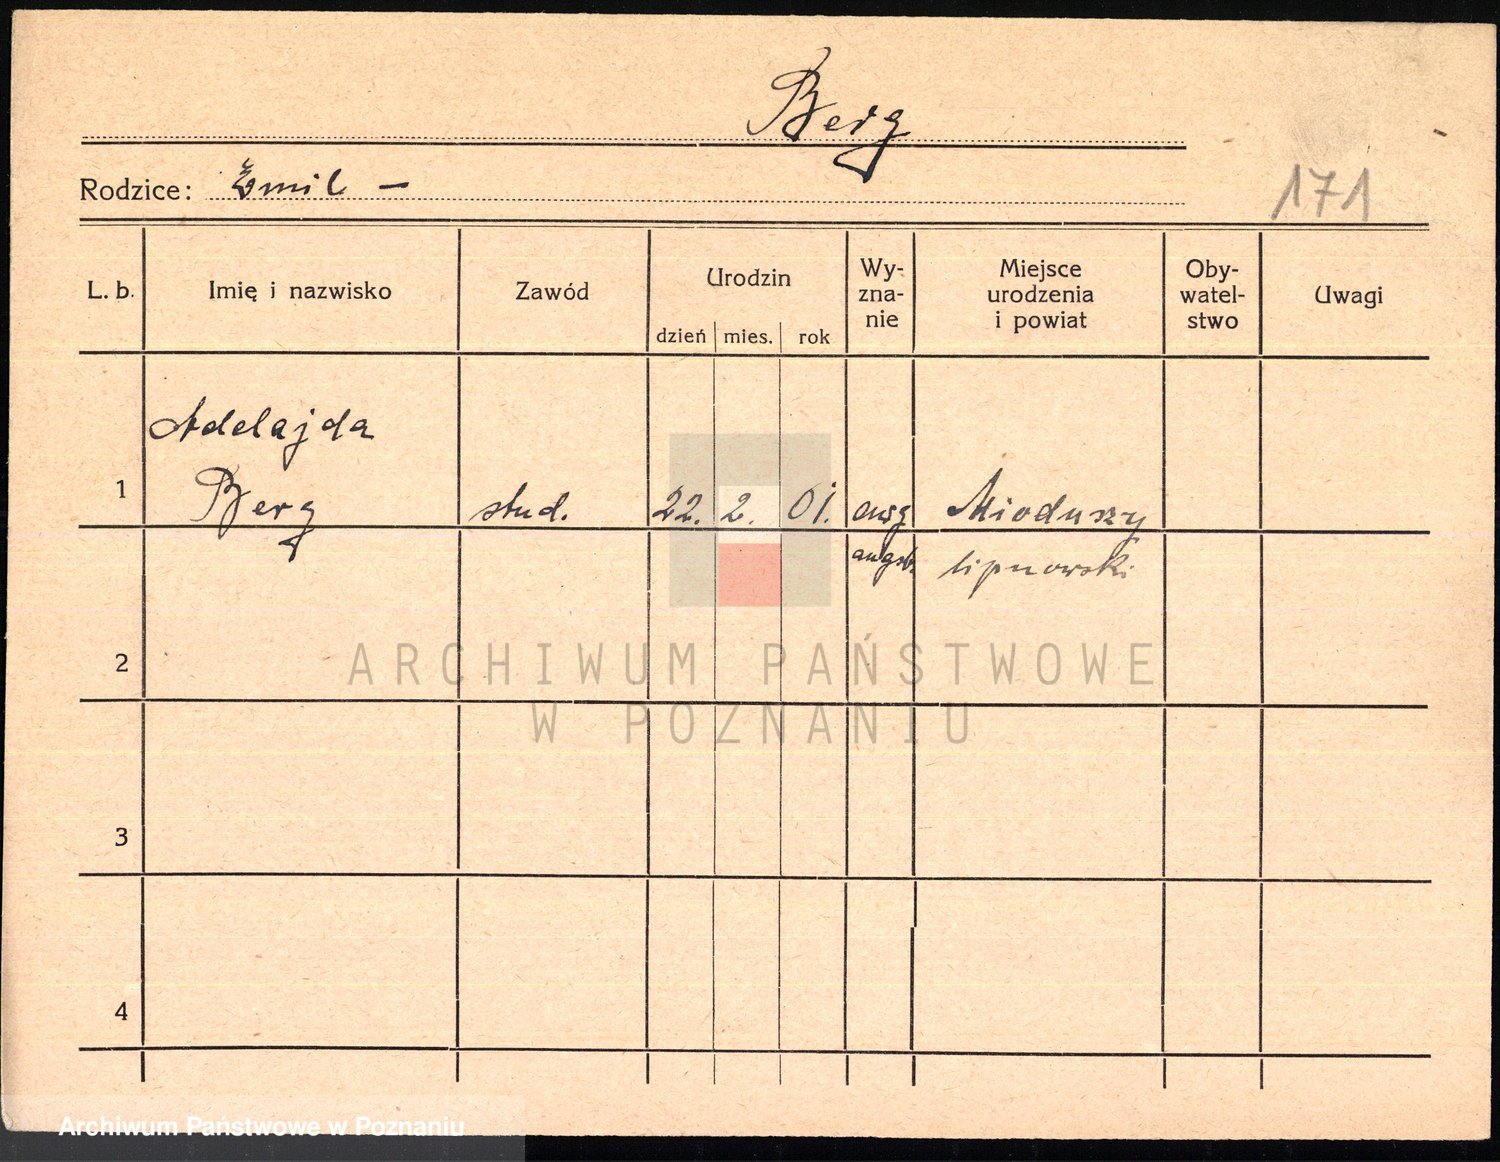 Berg
Rodzice: Emil –
171
L. b. Imię i nazwisko Zawód Urodzin dzień mies. rok Wy-zna-nie Miejsce urodzenia i powiat Oby-watel-stwo Uwagi
Adelajda
1 Berg stud. 22. 2. 01. Mioduszy
augsb. lipnowski
2
3
4
ARCHIWUM PAŃSTWOWE
W POZNANIU
Archiwum Państwowe w Poznaniu